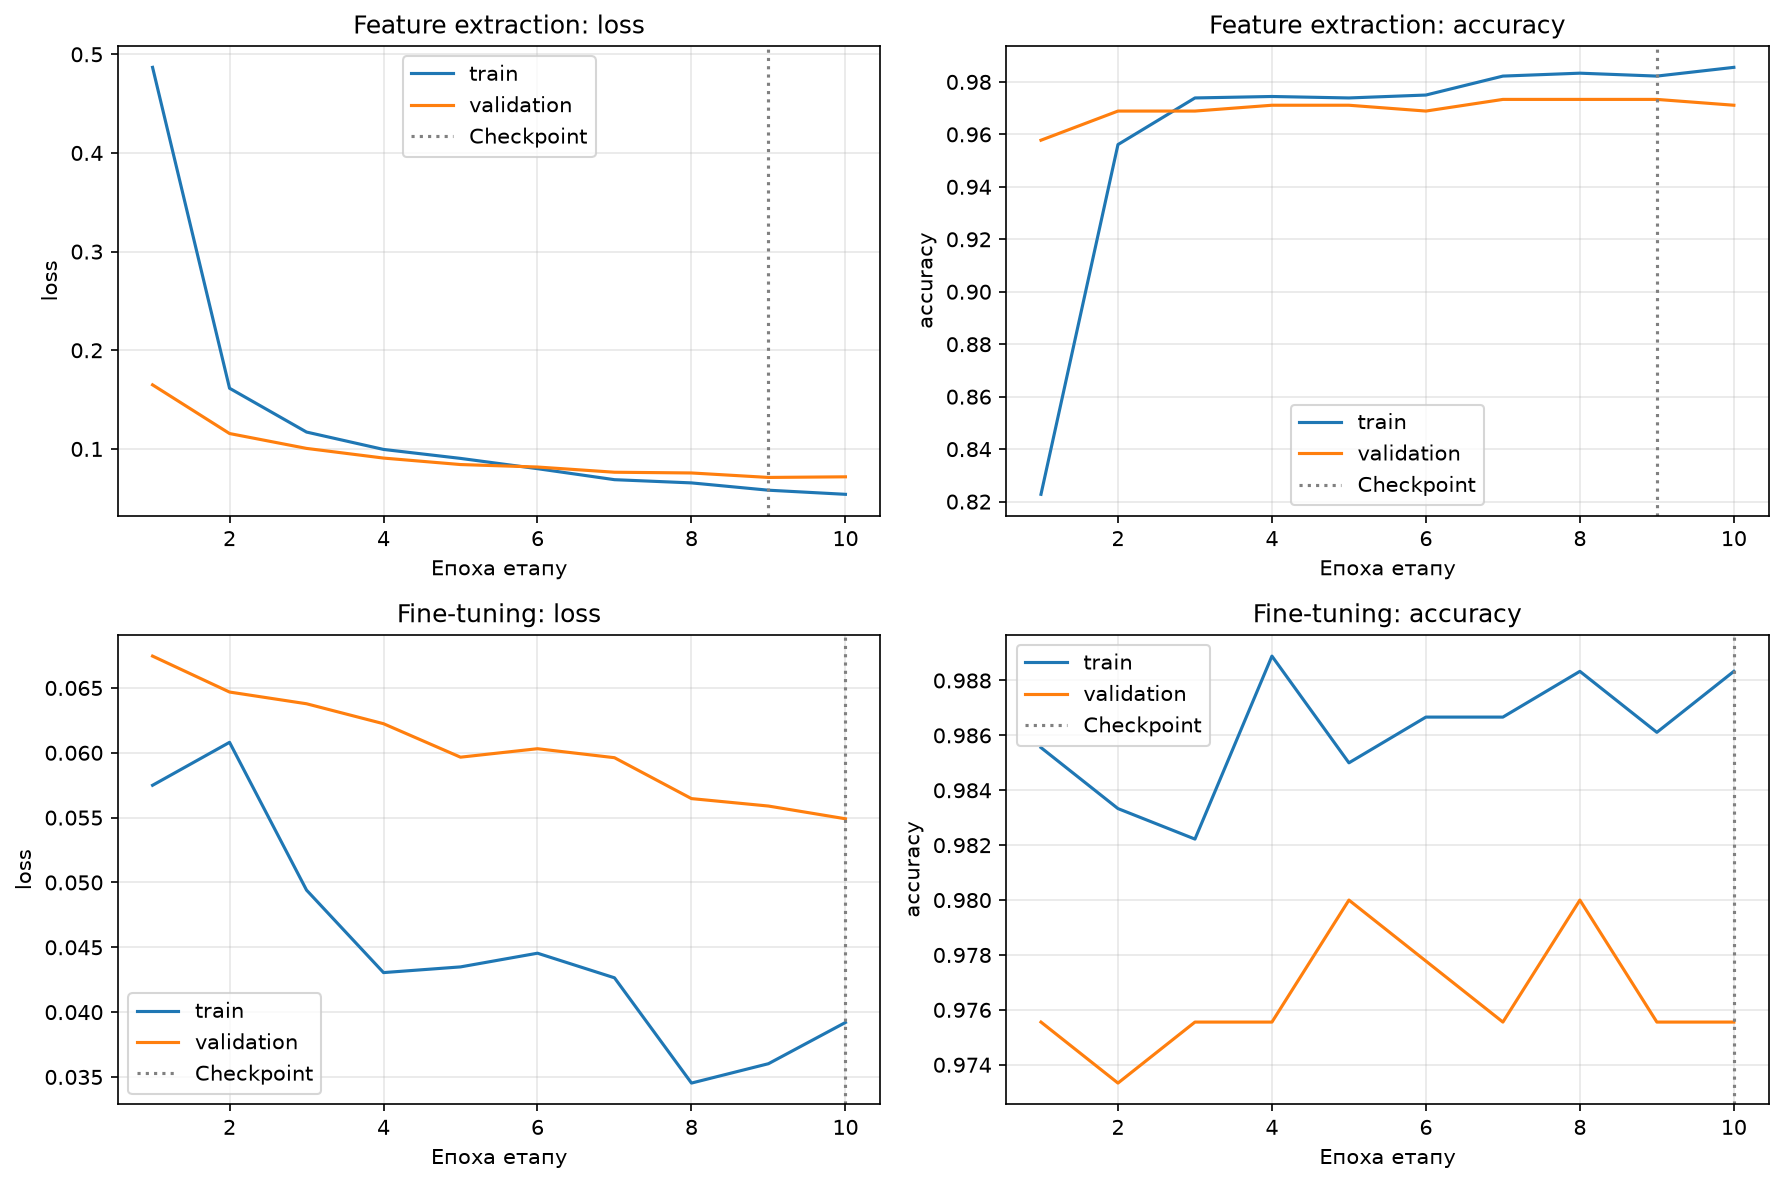 Feature extraction: loss
0.5
0.4
0.3
0.2
0.1
loss
train
validation
Checkpoint
2 4 6 8 10
Епоха етапу
Feature extraction: accuracy
0.98
0.96
0.94
0.92
0.90
0.88
0.86
0.84
0.82
accuracy
train
validation
Checkpoint
2 4 6 8 10
Епоха етапу
Fine-tuning: loss
0.065
0.060
0.055
0.050
0.045
0.040
0.035
loss
train
validation
Checkpoint
2 4 6 8 10
Епоха етапу
Fine-tuning: accuracy
0.988
0.986
0.984
0.982
0.980
0.978
0.976
0.974
accuracy
train
validation
Checkpoint
2 4 6 8 10
Епоха етапу